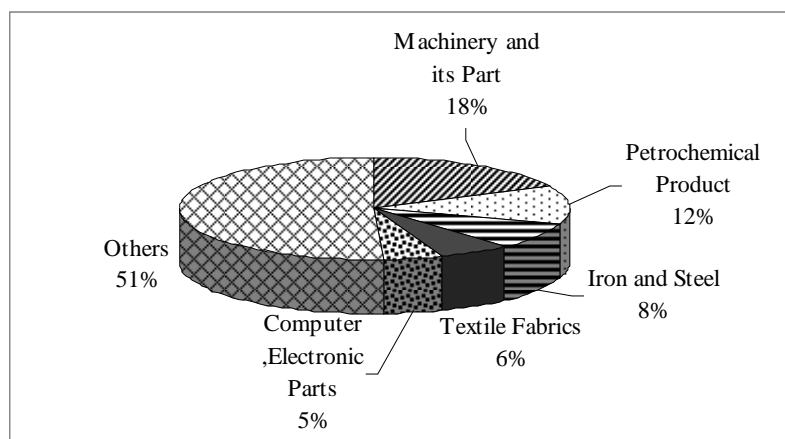 Machinery and
its Part
18%
Petrochemical
Product
12%
Iron and Steel
8%
Textile Fabrics
6%
Computer
,Electronic
Parts
5%
Others
51%